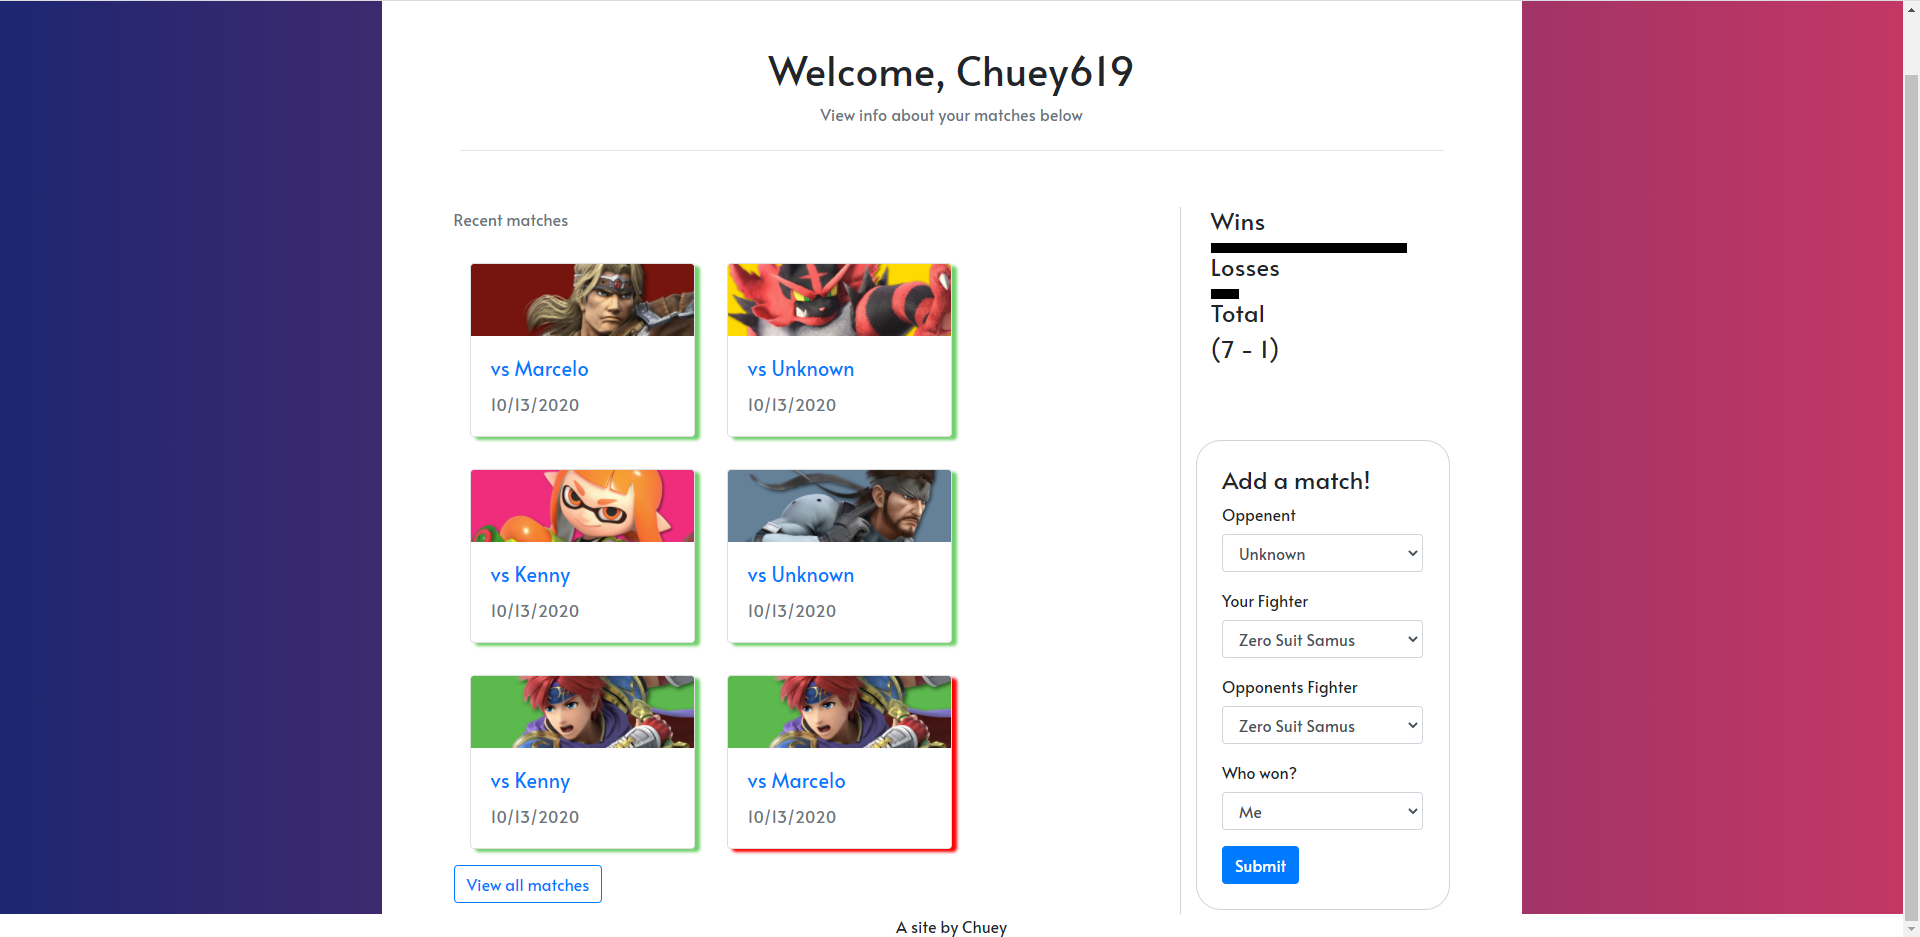 Welcome, Chuey619
View info about your matches below
Recent matches
vs Marcelo
10/13/2020
vs Unknown
10/13/2020
vs Kenny
10/13/2020
vs Unknown
10/13/2020
vs Kenny
10/13/2020
vs Marcelo
10/13/2020
View all matches
Wins
Losses
Total
(7 - 1)
Add a match!
Oppenent
Unknown
Your Fighter
Zero Suit Samus
Opponents Fighter
Zero Suit Samus
Who won?
Me
Submit
A site by Chuey